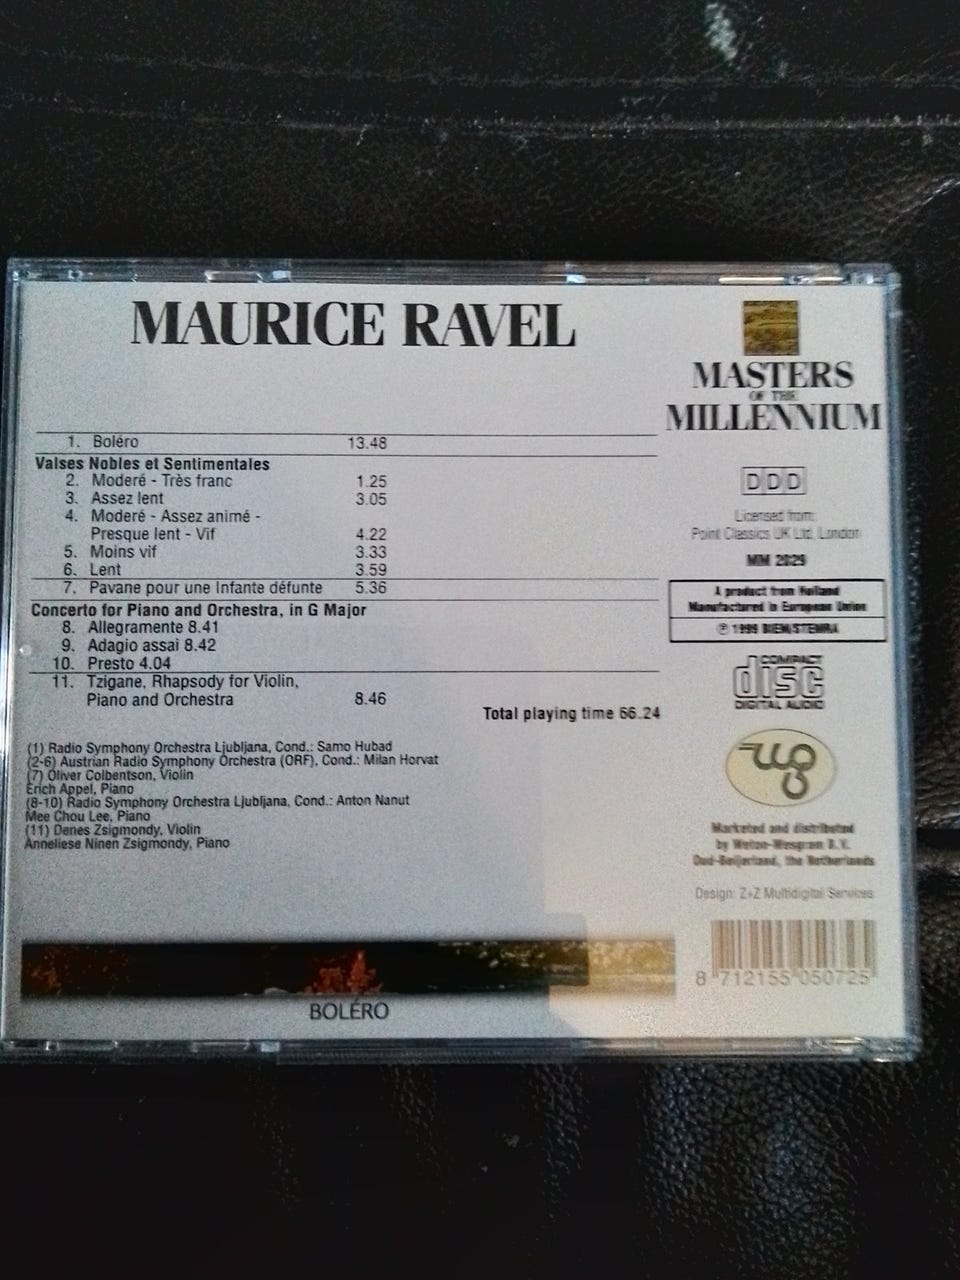 MAURICE RAVEL
1. Boléro 13.48
Valses Nobles et Sentimentales
2. Moderé - Très franc 1.25
3. Assez lent 3.05
4. Moderé - Assez animé -
Presque lent - Vif 4.22
5. Moins vif 3.33
6. Lent 3.59
7. Pavane pour une Infante défunte 5.36
Concerto for Piano and Orchestra, in G Major
8. Allegramente 8.41
9. Adagio assai 8.42
10. Presto 4.04
11. Tzigane, Rhapsody for Violin,
Piano and Orchestra 8.46
Total playing time 66.24
(1) Radio Symphony Orchestra Ljubljana, Cond.: Samo Hubad
(2-6) Austrian Radio Symphony Orchestra (ORF), Cond.: Milan Horvat
(7) Oliver Colbentson, Violin
Erich Appel, Piano
(8-10) Radio Symphony Orchestra Ljubljana, Cond.: Anton Nanut
Mee Chou Lee, Piano
(11) Denes Zsigmondy, Violin
Anneliese Ninen Zsigmondy, Piano
BOLÉRO
MASTERS
OF THE
MILLENNIUM
DDD
Licensed from:
Point Classics UK Ltd, London
MM 2029
A product from Holland
Manufactured in European Union
℗ 1999 BIEM/STEMRA
COMPACT
disc
DIGITAL AUDIO
Marketed and distributed
by Weton-Wesgram B.V.
Oud-Beijerland, the Netherlands
Design: Z+Z Multidigital Services
8 712155 050725